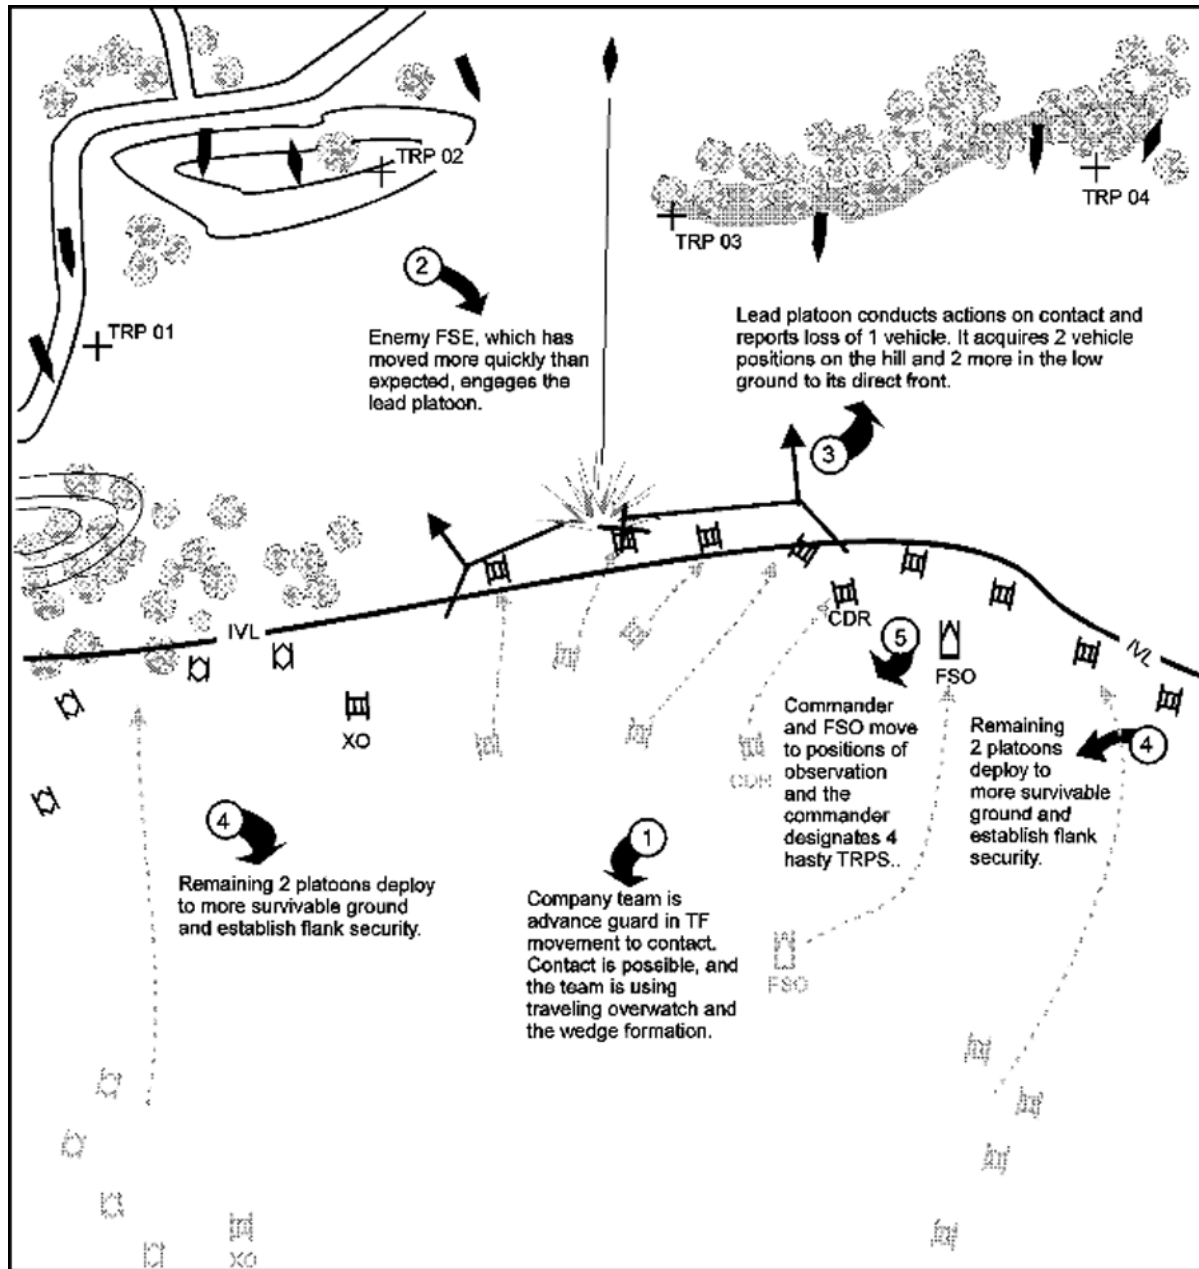 TRP 02
TRP 04
TRP 03
2
TRP 01
Enemy FSE, which has
moved more quickly than
expected, engeges the
lead platoon.
Lead platoon conducts actions on contact and
reports loss of 1 vehicle. It acquires 2 vehicle
positions on the hill and 2 more in the low
ground to its direct front.
3
IVL
CDR
5
FSO
IVL
XO
CDR
Commander
and FSO move
to positions of
observation
and the
commander
designates 4
hasty TRPS..
Remaining
2 platoons
deploy to
more survivable
ground and
establish flank
security.
4
4
Remaining 2 platoons deploy
to more survivable ground
and establish flank security.
1
Company team is
advance guard in TF
movement to contact.
Contact is possible, and
the team is using
traveling overwatch and
the wedge formation.
FSO
XO